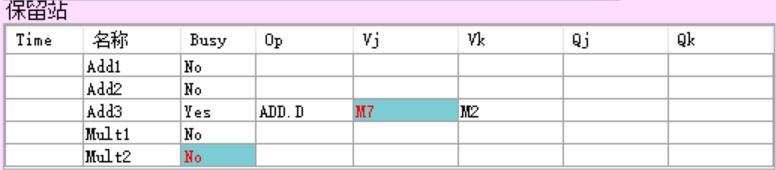 保留站
Time 名称 Busy Op Vj Vk Qj Qk
Add1 No
Add2 No
Add3 Yes ADD.D M7 M2
Mult1 No
Mult2 No